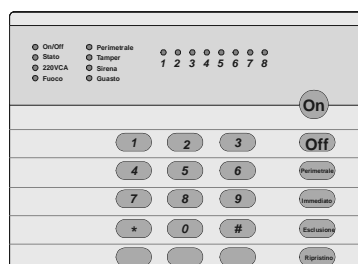 On/Off Perimetrale
Stato Tamper
220VCA Sirena
Fuoco Guasto
1 2 3 4 5 6 7 8
On
1 2 3 Off
4 5 6 Perimetrale
7 8 9 Immediato
* 0 # Esclusione
Ripristino